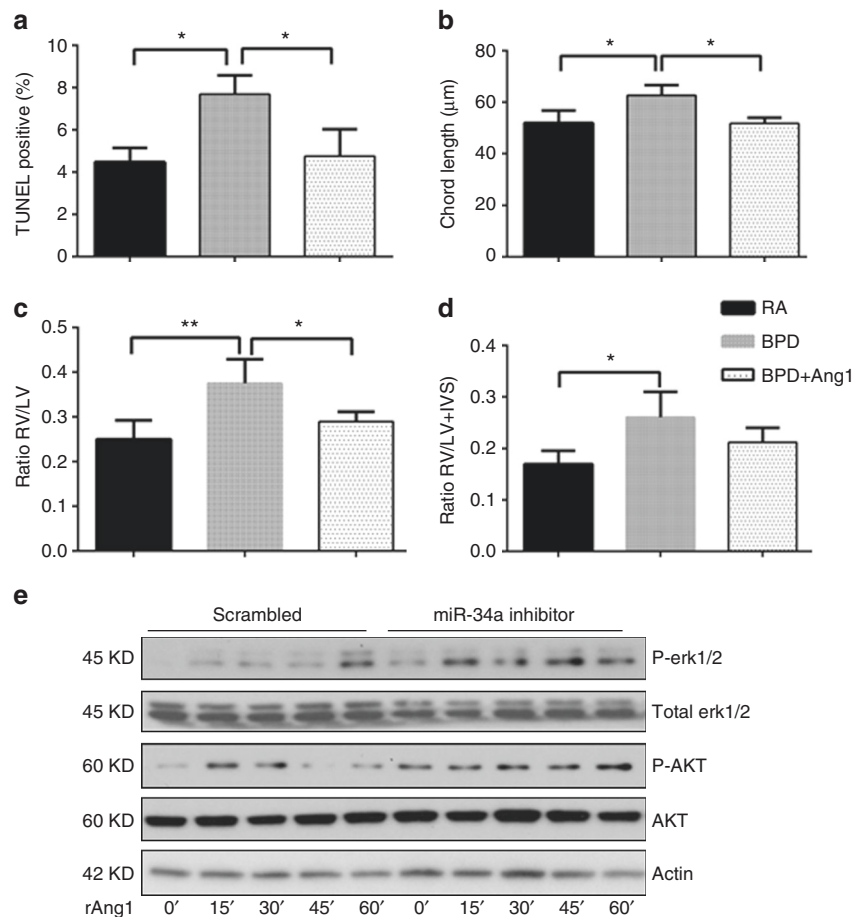 a
TUNEL positive (%)
10
8
6
4
2
0
*
*
b
Chord length (µm)
80
60
40
20
0
*
*
c
Ratio RV/LV
0.5
0.4
0.3
0.2
0.1
0.0
**
*
d
Ratio RV/LV+IVS
0.4
0.3
0.2
0.1
0.0
*
RA
BPD
BPD+Ang1
e
Scrambled miR-34a inhibitor
45 KD P-erk1/2
45 KD Total erk1/2
60 KD P-AKT
60 KD AKT
42 KD Actin
rAng1 0′ 15′ 30′ 45′ 60′ 0′ 15′ 30′ 45′ 60′